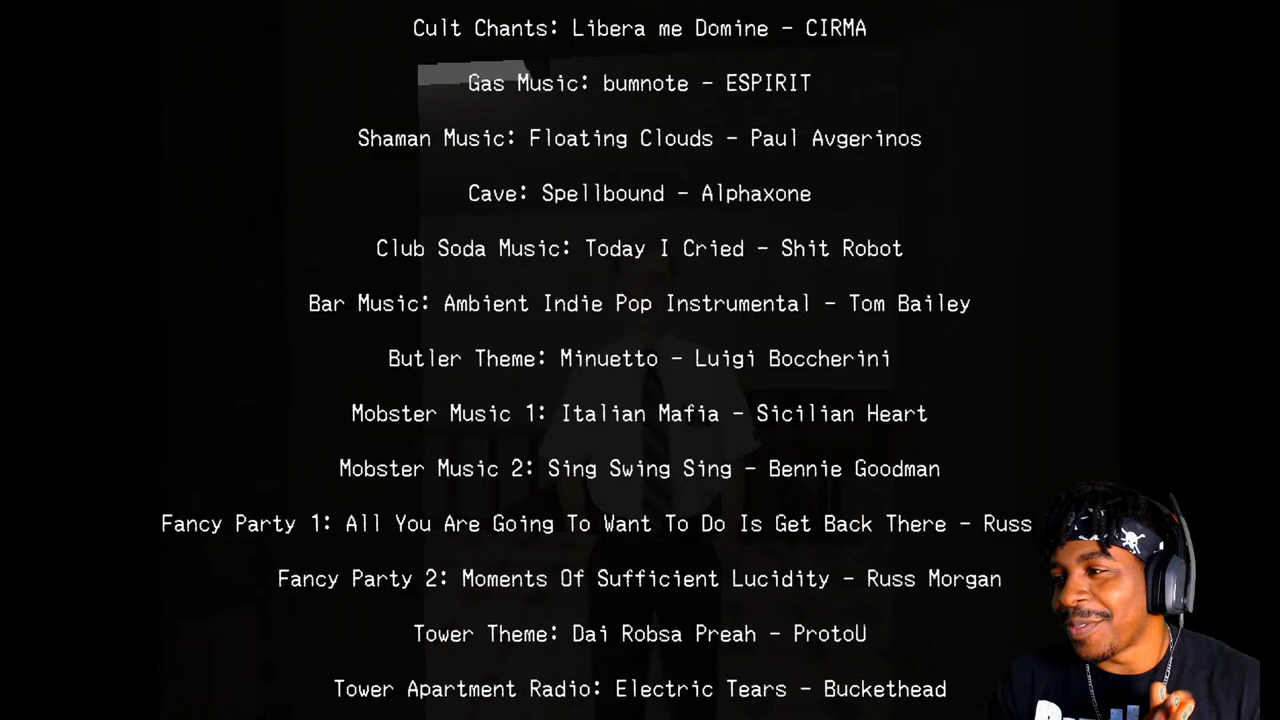 Cult Chants: Libera me Domine - CIRMA
Gas Music: bumnote - ESPIRIT
Shaman Music: Floating Clouds - Paul Avgerinos
Cave: Spellbound - Alphaxone
Club Soda Music: Today I Cried - Shit Robot
Bar Music: Ambient Indie Pop Instrumental - Tom Bailey
Butler Theme: Minuetto - Luigi Boccherini
Mobster Music 1: Italian Mafia - Sicilian Heart
Mobster Music 2: Sing Swing Sing - Bennie Goodman
Fancy Party 1: All You Are Going To Want To Do Is Get Back There - Russ
Fancy Party 2: Moments Of Sufficient Lucidity - Russ Morgan
Tower Theme: Dai Robsa Preah - ProtoU
Tower Apartment Radio: Electric Tears - Buckethead